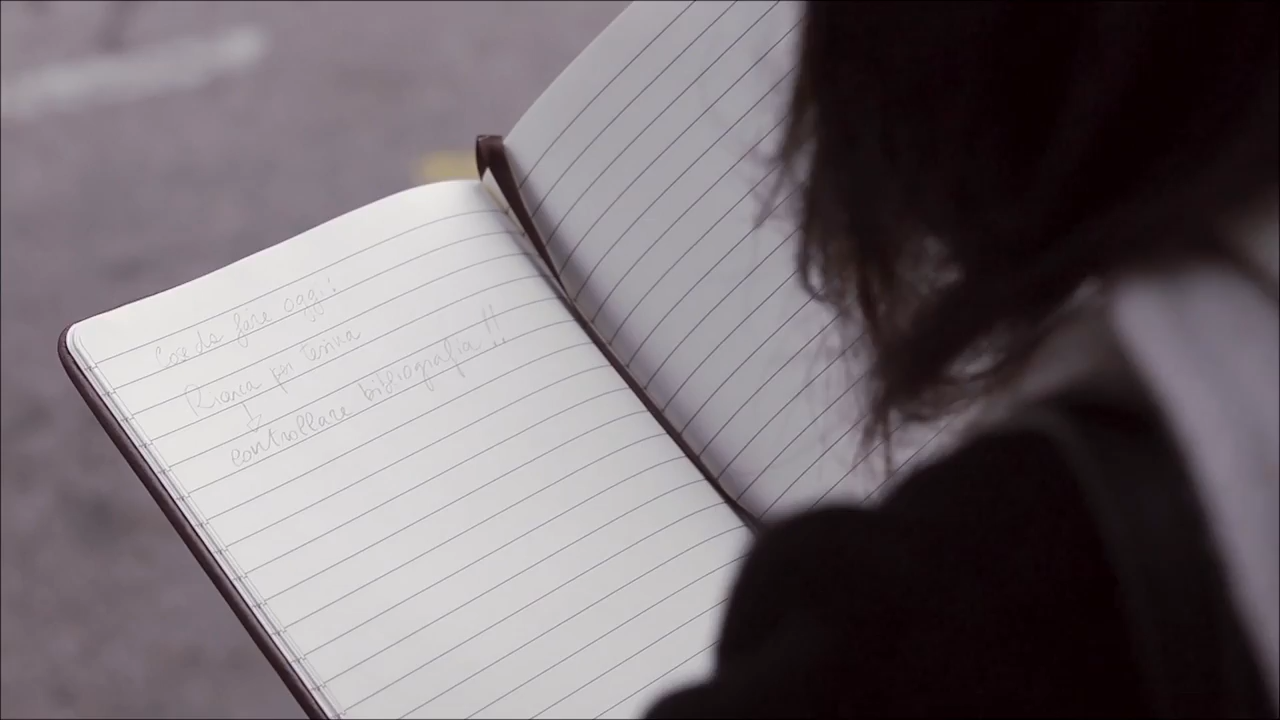 Cose da fare oggi:
Ricerca per tesina
↓
controllare bibliografia!!